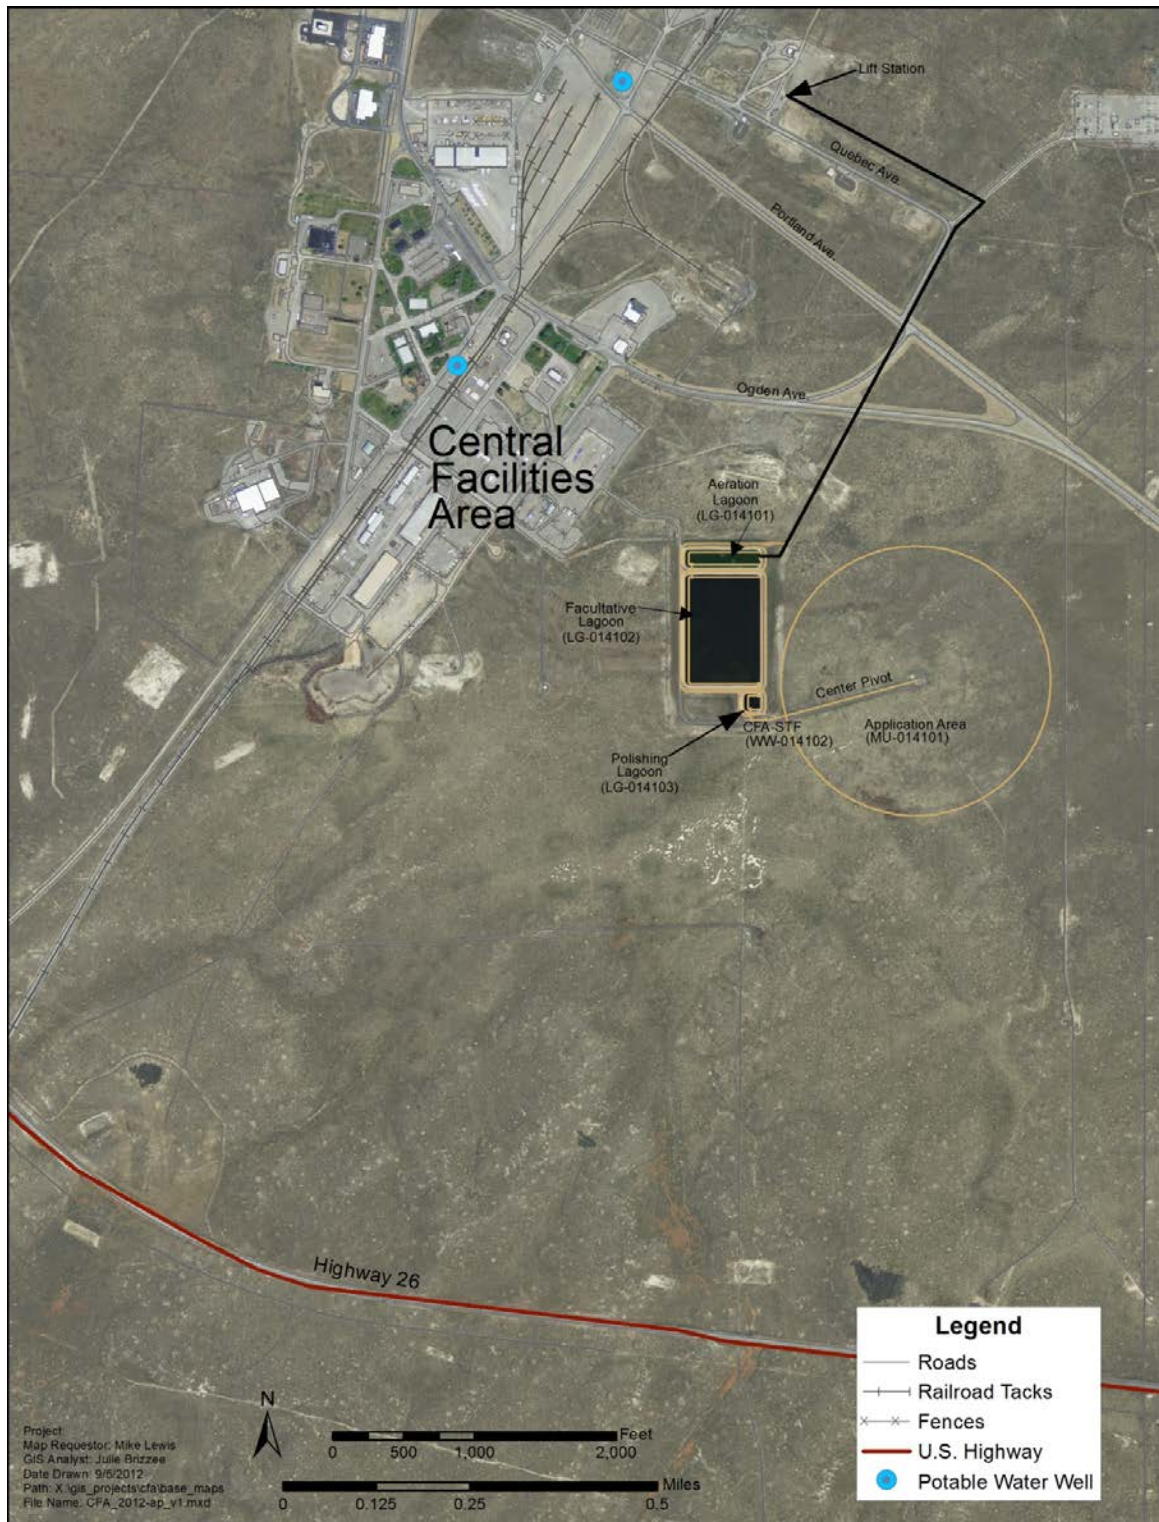 Lift Station
Quebec Ave.
Portland Ave.
Ogden Ave.
Central
Facilities
Area
Aeration
Lagoon
(LG-014101)
Facultative
Lagoon
(LG-014102)
Center Pivot
CFA-STF
(WW-014102)
Application Area
(MU-014101)
Polishing
Lagoon
(LG-014103)
Highway 26
Legend
Roads
Railroad Tacks
Fences
U.S. Highway
Potable Water Well
N
Feet
0 500 1,000 2,000
Miles
0 0.125 0.25 0.5
Project:
Map Requestor: Mike Lewis
GIS Analyst: Julie Brizzee
Date Drawn: 9/6/2012
Path: X:\gis_projects\cfa\base_maps
File Name: CFA_2012-ap_v1.mxd